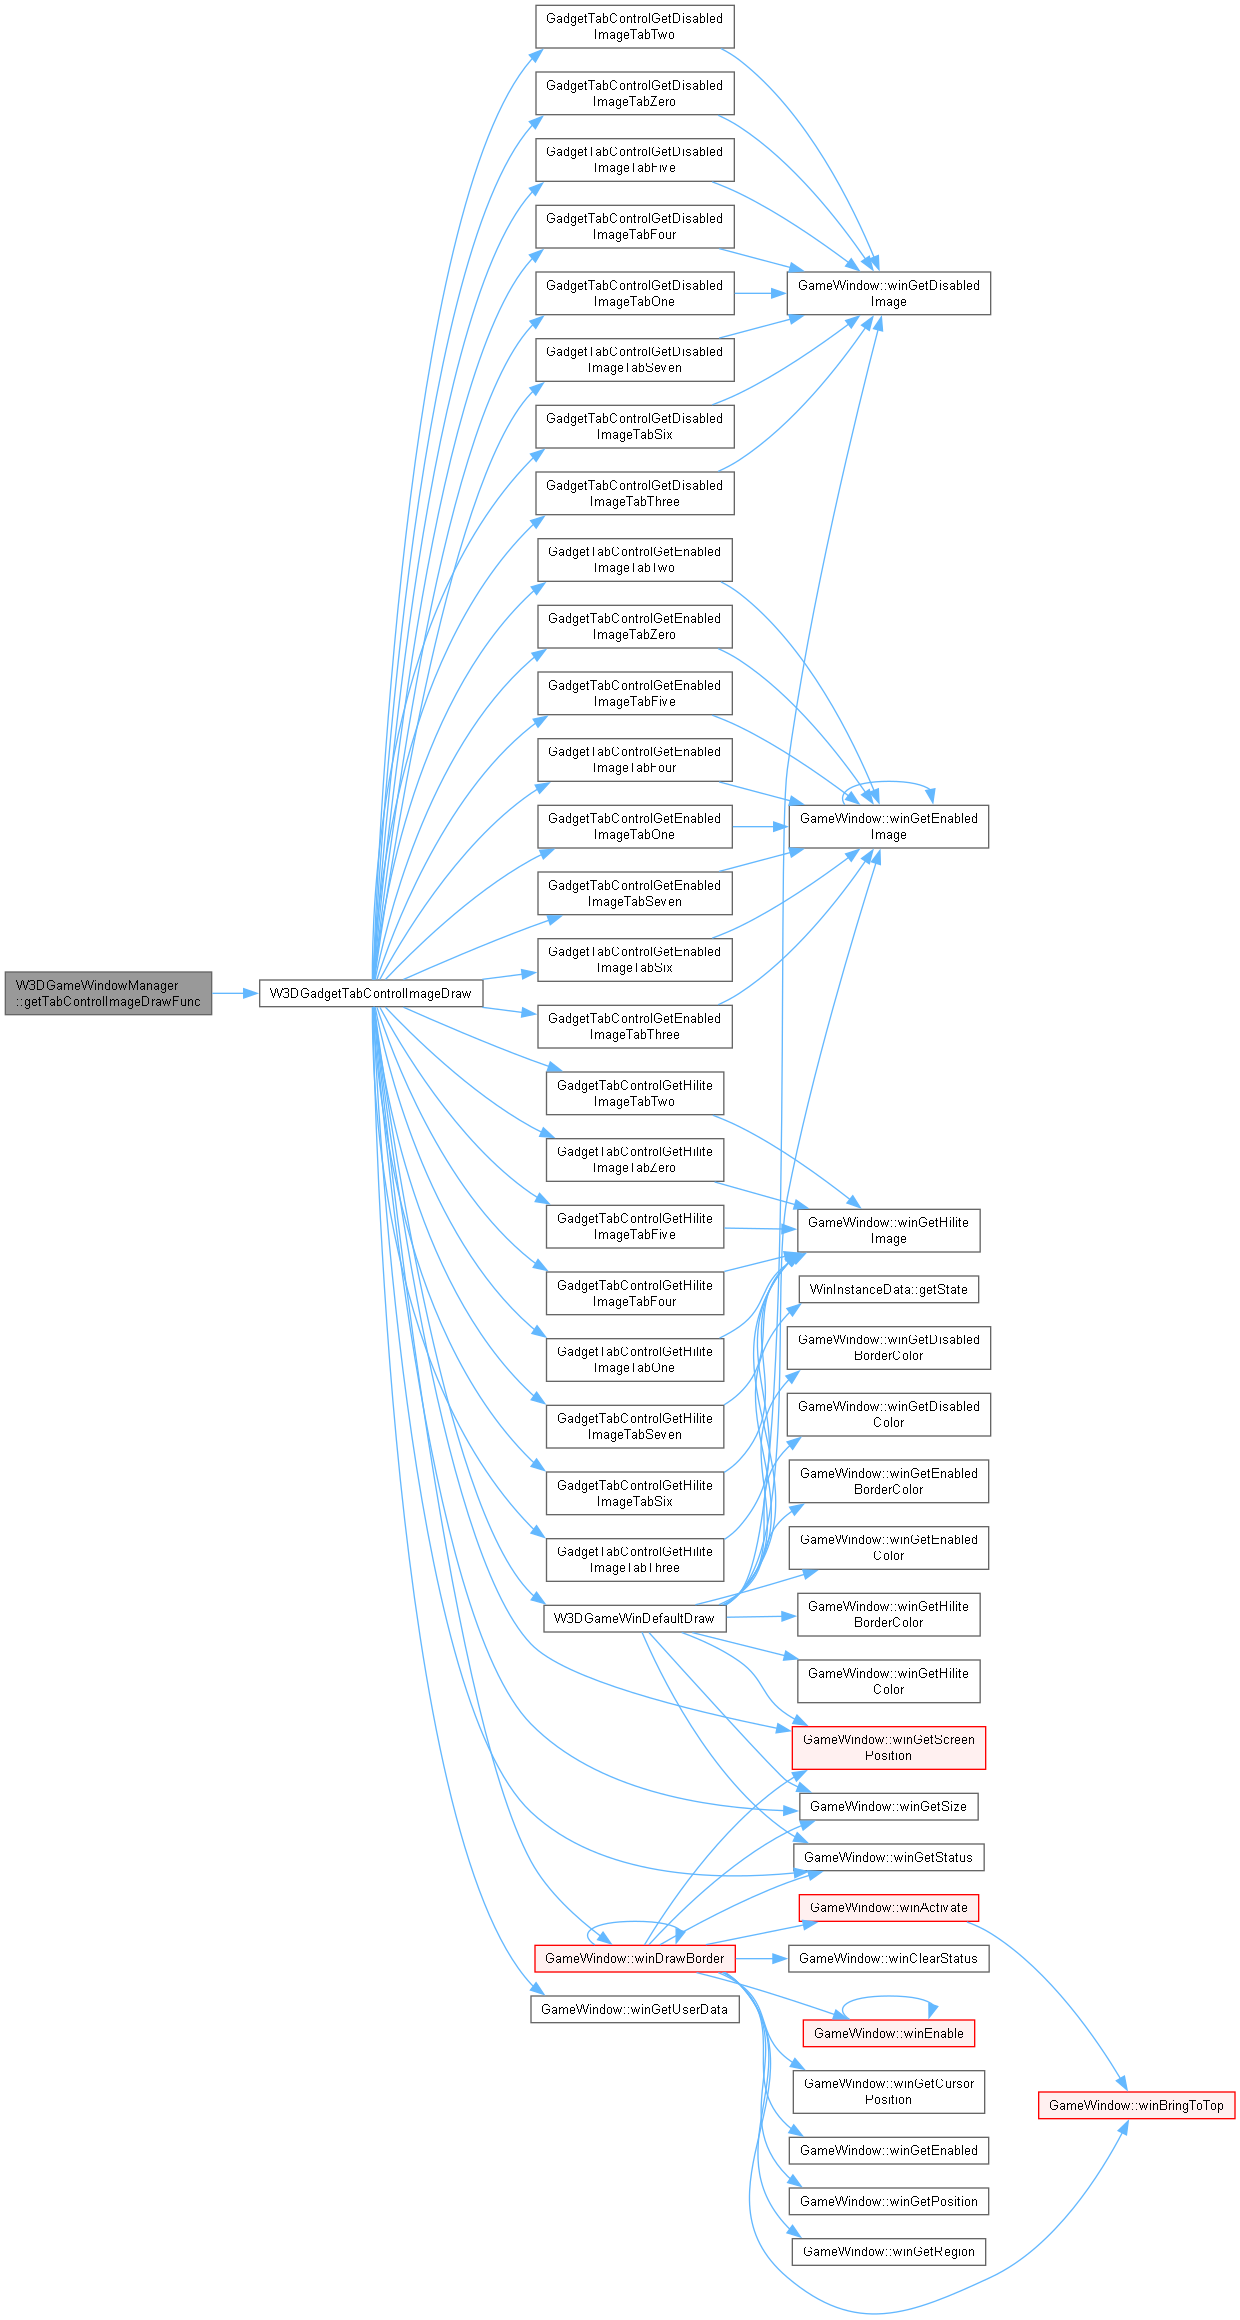 W3DGameWindowManager
::getTabControlImageDrawFunc
W3DGadgetTabControlImageDraw
GadgetTabControlGetDisabled
ImageTabTwo
GadgetTabControlGetDisabled
ImageTabZero
GadgetTabControlGetDisabled
ImageTabFive
GadgetTabControlGetDisabled
ImageTabFour
GadgetTabControlGetDisabled
ImageTabOne
GadgetTabControlGetDisabled
ImageTabSeven
GadgetTabControlGetDisabled
ImageTabSix
GadgetTabControlGetDisabled
ImageTabThree
GadgetTabControlGetEnabled
ImageTabTwo
GadgetTabControlGetEnabled
ImageTabZero
GadgetTabControlGetEnabled
ImageTabFive
GadgetTabControlGetEnabled
ImageTabFour
GadgetTabControlGetEnabled
ImageTabOne
GadgetTabControlGetEnabled
ImageTabSeven
GadgetTabControlGetEnabled
ImageTabSix
GadgetTabControlGetEnabled
ImageTabThree
GadgetTabControlGetHilite
ImageTabTwo
GadgetTabControlGetHilite
ImageTabZero
GadgetTabControlGetHilite
ImageTabFive
GadgetTabControlGetHilite
ImageTabFour
GadgetTabControlGetHilite
ImageTabOne
GadgetTabControlGetHilite
ImageTabSeven
GadgetTabControlGetHilite
ImageTabSix
GadgetTabControlGetHilite
ImageTabThree
W3DGameWinDefaultDraw
GameWindow::winDrawBorder
GameWindow::winGetUserData
GameWindow::winGetDisabled
Image
GameWindow::winGetEnabled
Image
GameWindow::winGetHilite
Image
WinInstanceData::getState
GameWindow::winGetDisabled
BorderColor
GameWindow::winGetDisabled
Color
GameWindow::winGetEnabled
BorderColor
GameWindow::winGetEnabled
Color
GameWindow::winGetHilite
BorderColor
GameWindow::winGetHilite
Color
GameWindow::winGetScreen
Position
GameWindow::winGetSize
GameWindow::winGetStatus
GameWindow::winActivate
GameWindow::winClearStatus
GameWindow::winEnable
GameWindow::winGetCursor
Position
GameWindow::winGetEnabled
GameWindow::winGetPosition
GameWindow::winGetRegion
GameWindow::winBringToTop